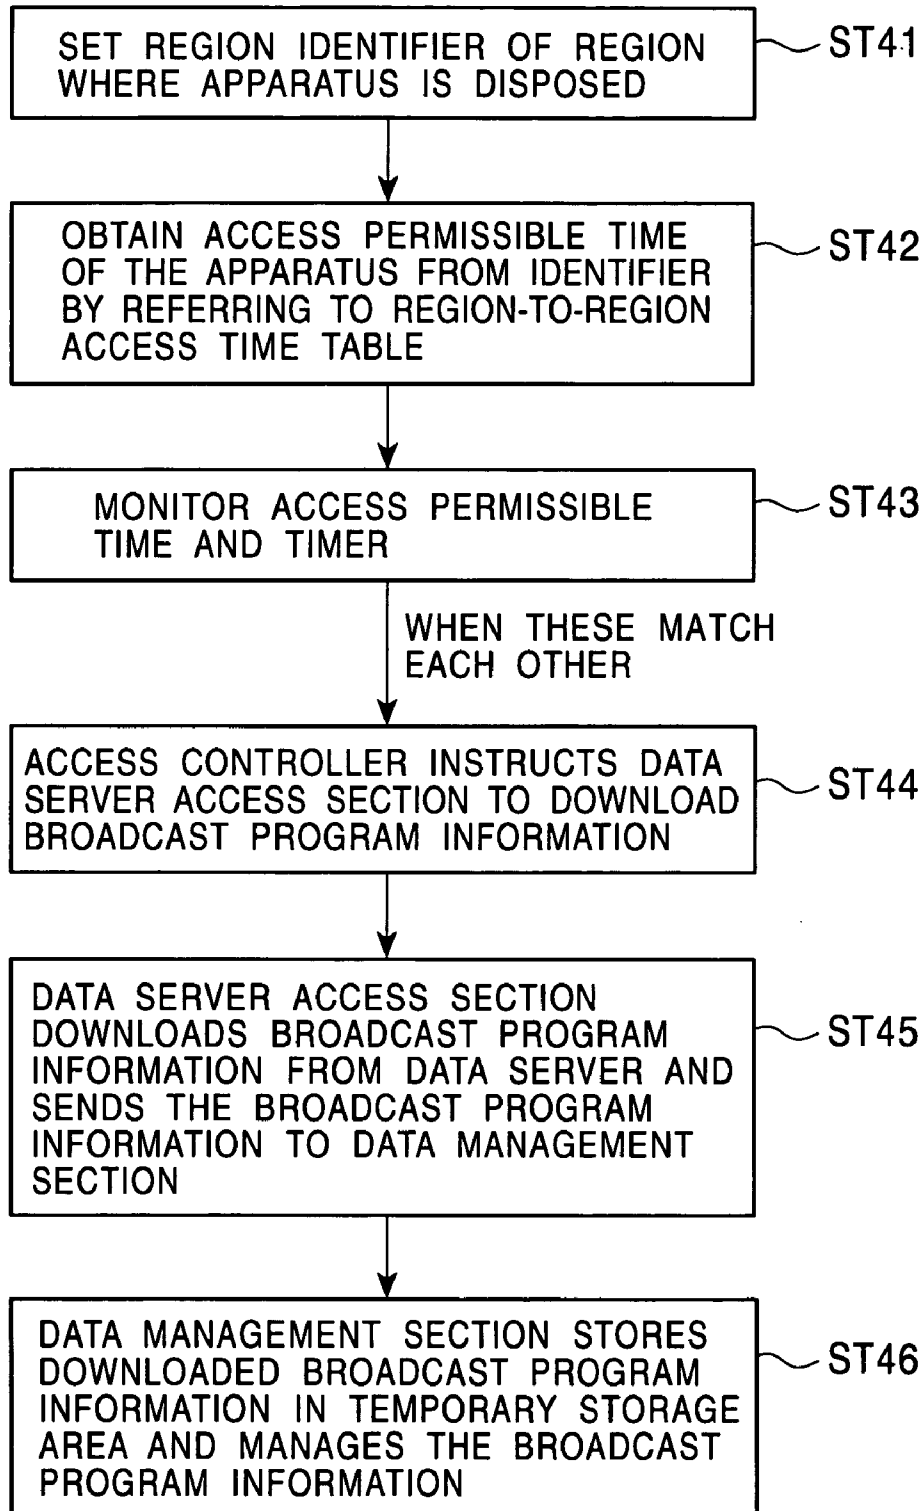 SET REGION IDENTIFIER OF REGION
WHERE APPARATUS IS DISPOSED
ST41
OBTAIN ACCESS PERMISSIBLE TIME
OF THE APPARATUS FROM IDENTIFIER
BY REFERRING TO REGION-TO-REGION
ACCESS TIME TABLE
ST42
MONITOR ACCESS PERMISSIBLE
TIME AND TIMER
ST43
WHEN THESE MATCH
EACH OTHER
ACCESS CONTROLLER INSTRUCTS DATA
SERVER ACCESS SECTION TO DOWNLOAD
BROADCAST PROGRAM INFORMATION
ST44
DATA SERVER ACCESS SECTION
DOWNLOADS BROADCAST PROGRAM
INFORMATION FROM DATA SERVER AND
SENDS THE BROADCAST PROGRAM
INFORMATION TO DATA MANAGEMENT
SECTION
ST45
DATA MANAGEMENT SECTION STORES
DOWNLOADED BROADCAST PROGRAM
INFORMATION IN TEMPORARY STORAGE
AREA AND MANAGES THE BROADCAST
PROGRAM INFORMATION
ST46